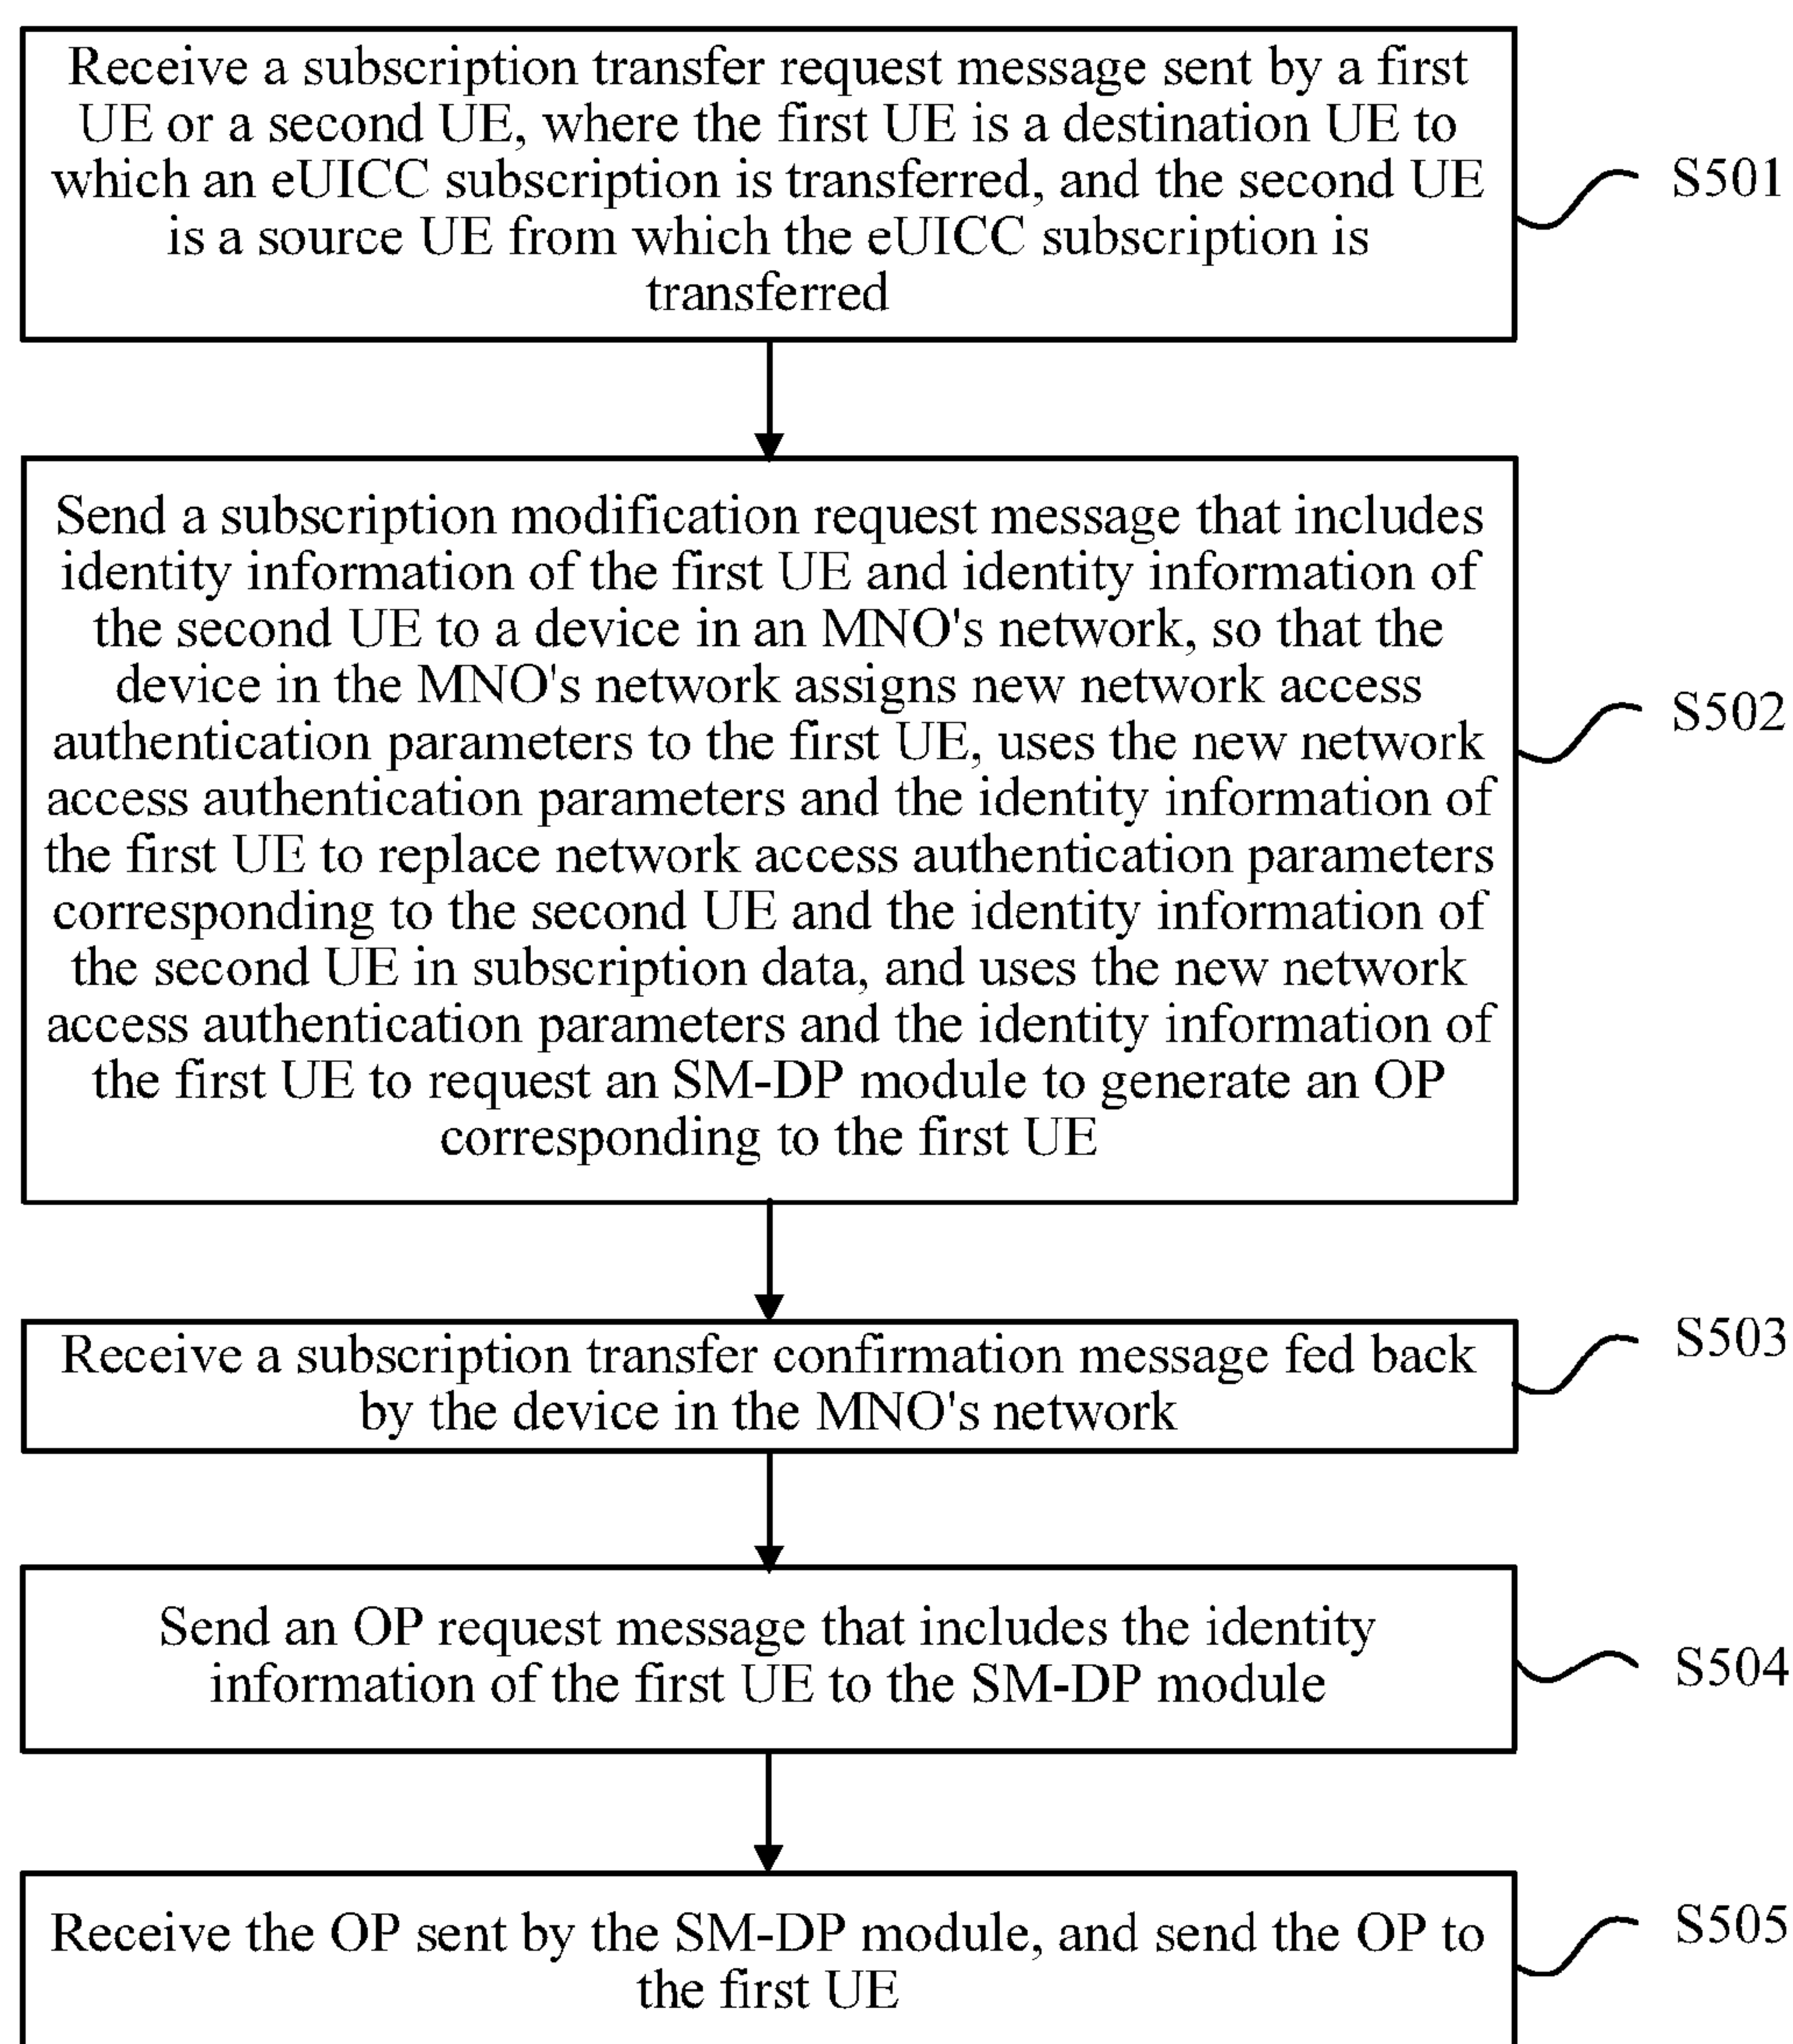 Receive a subscription transfer request message sent by a first
UE or a second UE, where the first UE is a destination UE to
which an eUICC subscription is transferred, and the second UE
is a source UE from which the eUICC subscription is
transferred
S501
Send a subscription modification request message that includes
identity information of the first UE and identity information of
the second UE to a device in an MNO's network, so that the
device in the MNO's network assigns new network access
authentication parameters to the first UE, uses the new network
access authentication parameters and the identity information of
the first UE to replace network access authentication parameters
corresponding to the second UE and the identity information of
the second UE in subscription data, and uses the new network
access authentication parameters and the identity information of
the first UE to request an SM-DP module to generate an OP
corresponding to the first UE
S502
Receive a subscription transfer confirmation message fed back
by the device in the MNO's network
S503
Send an OP request message that includes the identity
information of the first UE to the SM-DP module
S504
Receive the OP sent by the SM-DP module, and send the OP to
the first UE
S505